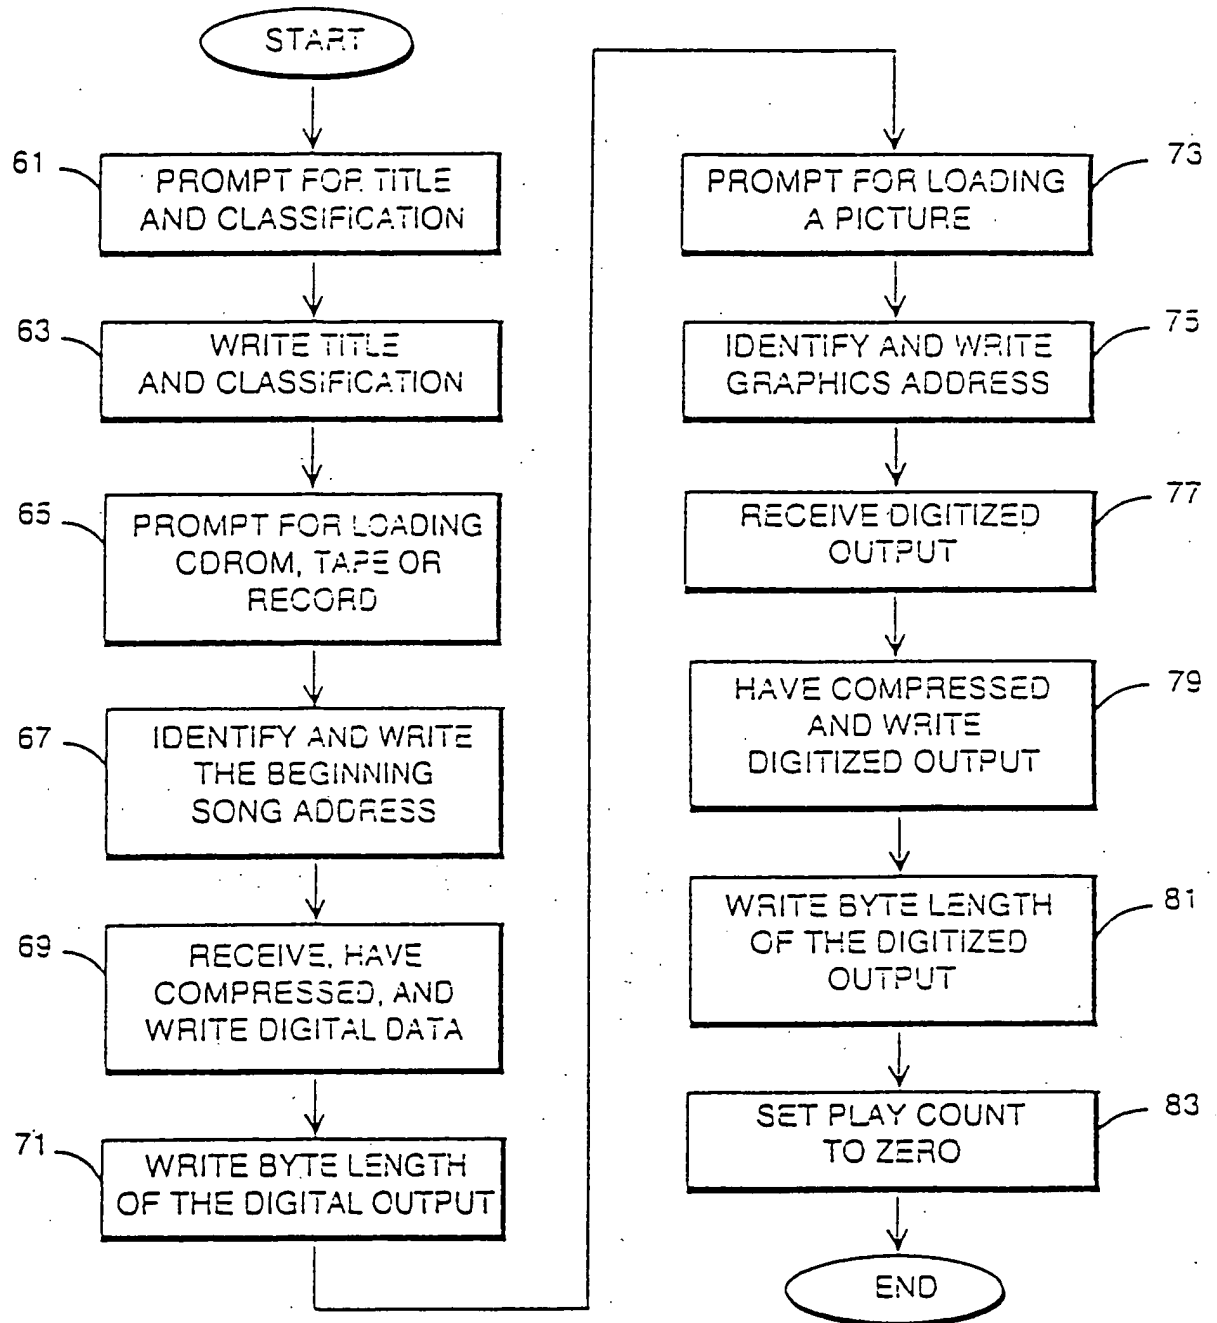 START
61
PROMPT FOR TITLE
AND CLASSIFICATION
63
WRITE TITLE
AND CLASSIFICATION
65
PROMPT FOR LOADING
CDROM, TAPE OR
RECORD
67
IDENTIFY AND WRITE
THE BEGINNING
SONG ADDRESS
69
RECEIVE, HAVE
COMPRESSED, AND
WRITE DIGITAL DATA
71
WRITE BYTE LENGTH
OF THE DIGITAL OUTPUT
73
PROMPT FOR LOADING
A PICTURE
75
IDENTIFY AND WRITE
GRAPHICS ADDRESS
77
RECEIVE DIGITIZED
OUTPUT
79
HAVE COMPRESSED
AND WRITE
DIGITIZED OUTPUT
81
WRITE BYTE LENGTH
OF THE DIGITIZED
OUTPUT
83
SET PLAY COUNT
TO ZERO
END